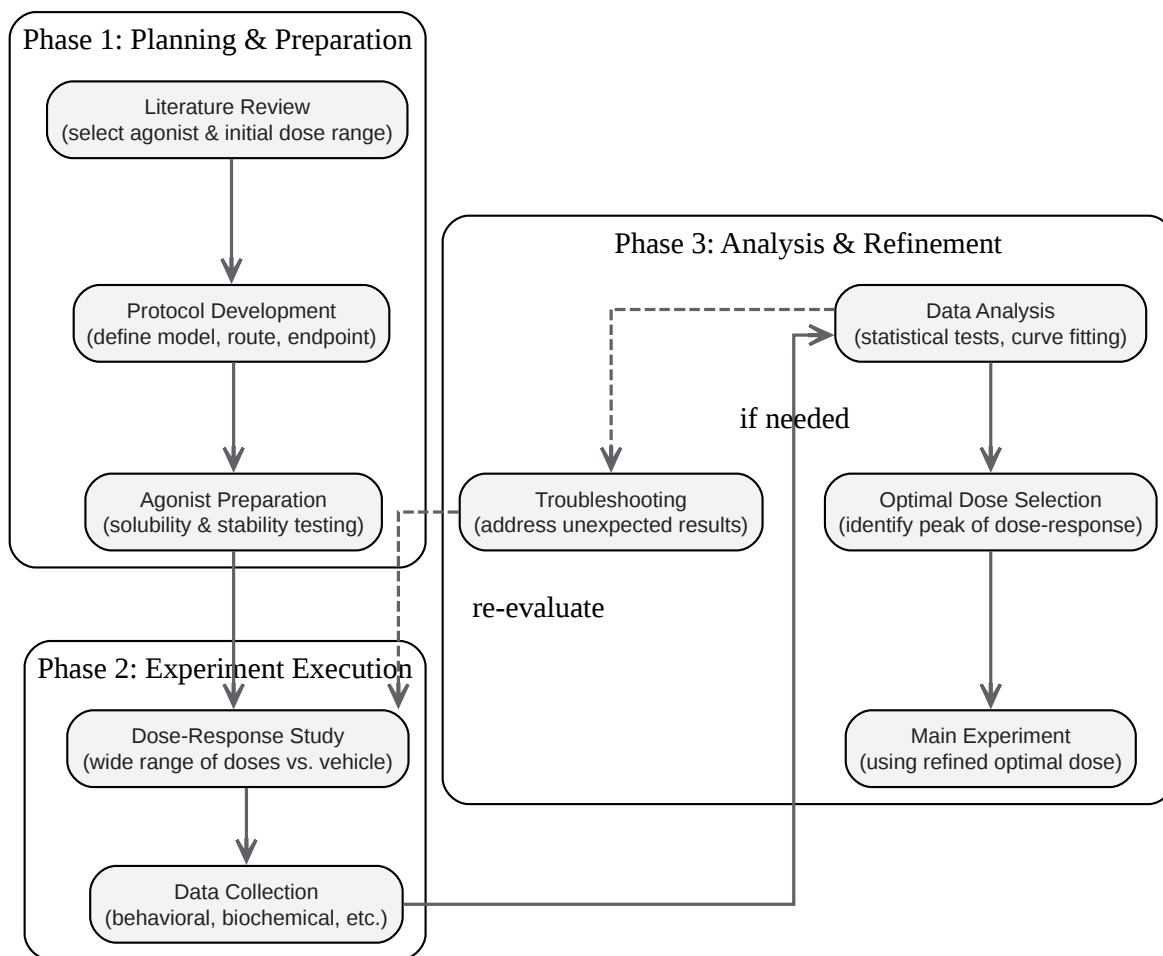 Phase 1: Planning & Preparation
Literature Review
(select agonist & initial dose range)
Protocol Development
(define model, route, endpoint)
Agonist Preparation
(solubility & stability testing)
Phase 2: Experiment Execution
Dose-Response Study
(wide range of doses vs. vehicle)
Data Collection
(behavioral, biochemical, etc.)
Phase 3: Analysis & Refinement
Data Analysis
(statistical tests, curve fitting)
if needed
Troubleshooting
(address unexpected results)
re-evaluate
Optimal Dose Selection
(identify peak of dose-response)
Main Experiment
(using refined optimal dose)